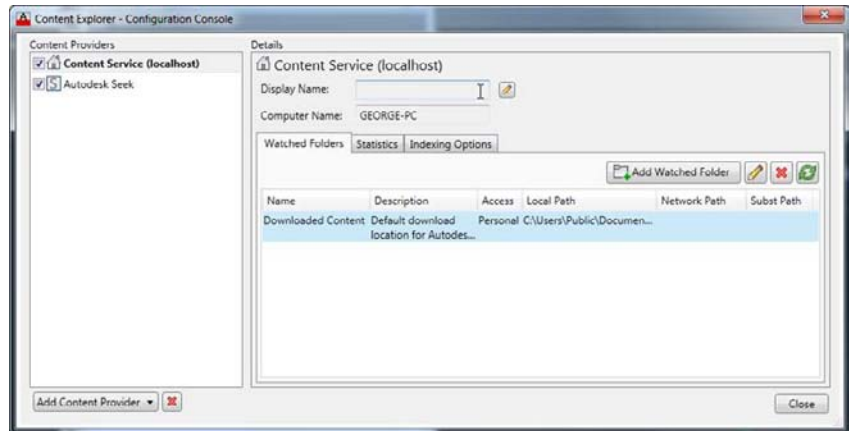 Content Explorer - Configuration Console
Content Providers
Content Service (localhost)
Autodesk Seek
Add Content Provider
Details
Content Service (localhost)
Display Name:
Computer Name: GEORGE-PC
Watched Folders Statistics Indexing Options
Add Watched Folder
Name Description Access Local Path Network Path Subst Path
Downloaded Content Default download Personal C:\Users\Public\Documen...
location for Autodes...
Close